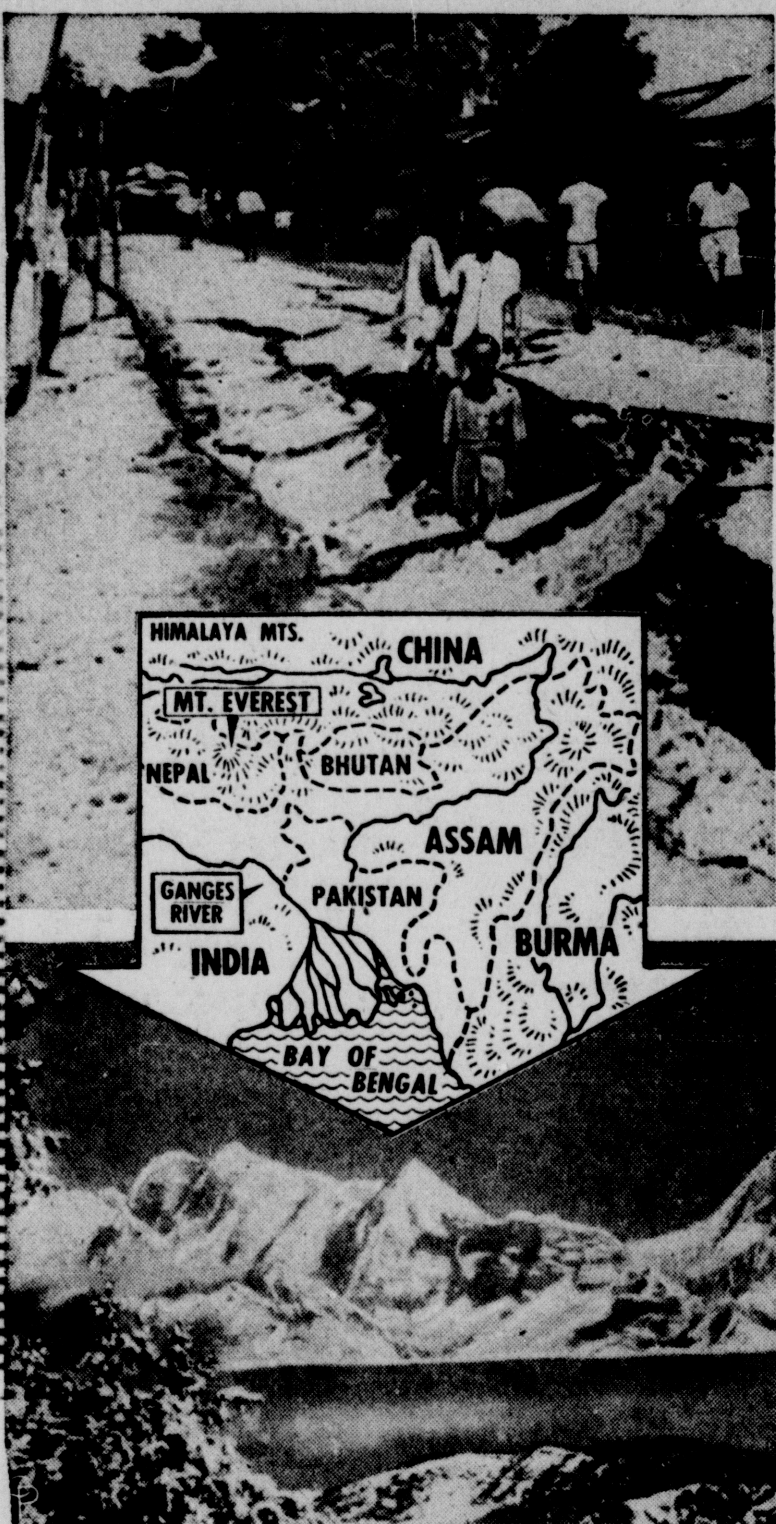 HIMALAYA MTS.
CHINA
MT. EVEREST
NEPAL
BHUTAN
ASSAM
GANGES
RIVER
PAKISTAN
INDIA
BURMA
BAY OF
BENGAL